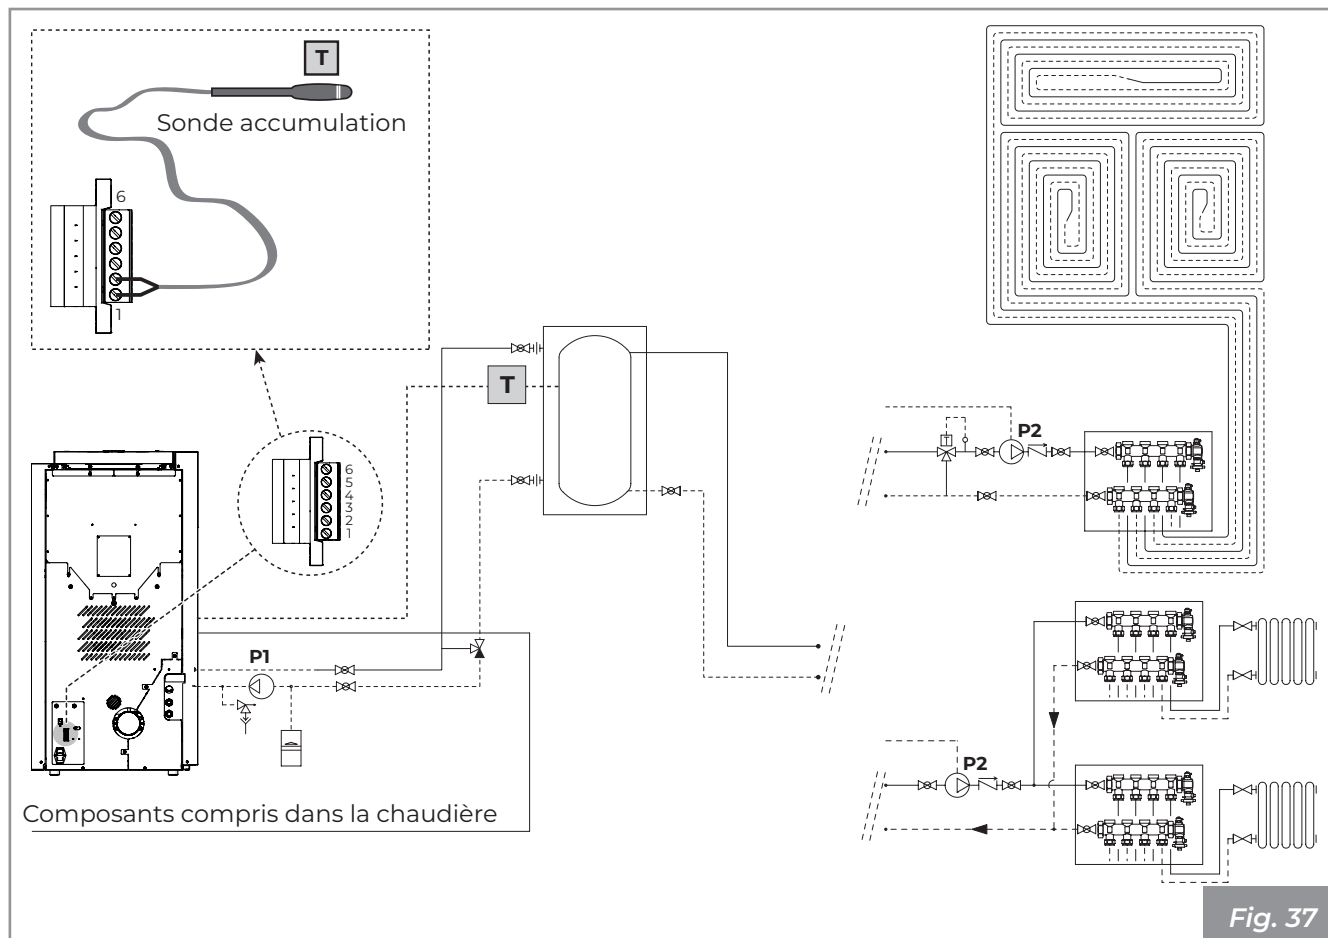 T
Sonde accumulation
6
1
T
P2
6
5
4
3
2
1
T
P1
P2
Composants compris dans la chaudière
Fig. 37